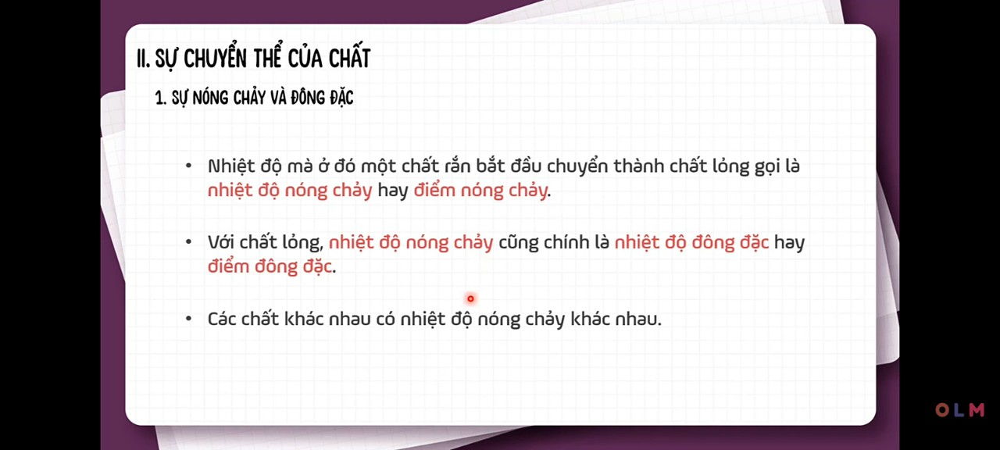 II. SỰ CHUYỂN THỂ CỦA CHẤT
1. SỰ NÓNG CHẢY VÀ ĐÔNG ĐẶC
• Nhiệt độ mà ở đó một chất rắn bắt đầu chuyển thành chất lỏng gọi là
nhiệt độ nóng chảy hay điểm nóng chảy.
• Với chất lỏng, nhiệt độ nóng chảy cũng chính là nhiệt độ đông đặc hay
điểm đông đặc.
• Các chất khác nhau có nhiệt độ nóng chảy khác nhau.
OLM